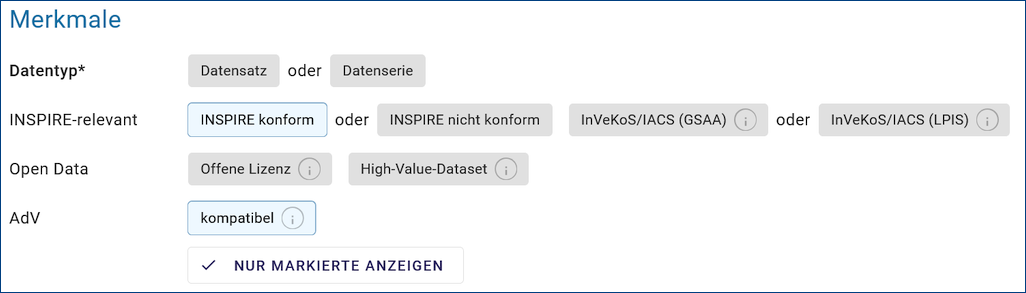 Merkmale
Datentyp* Datensatz oder Datenserie
INSPIRE-relevant INSPIRE konform oder INSPIRE nicht konform InVeKoS/IACS (GSAA) i oder InVeKoS/IACS (LPIS) i
Open Data Offene Lizenz i High-Value-Dataset i
AdV kompatibel i
NUR MARKIERTE ANZEIGEN